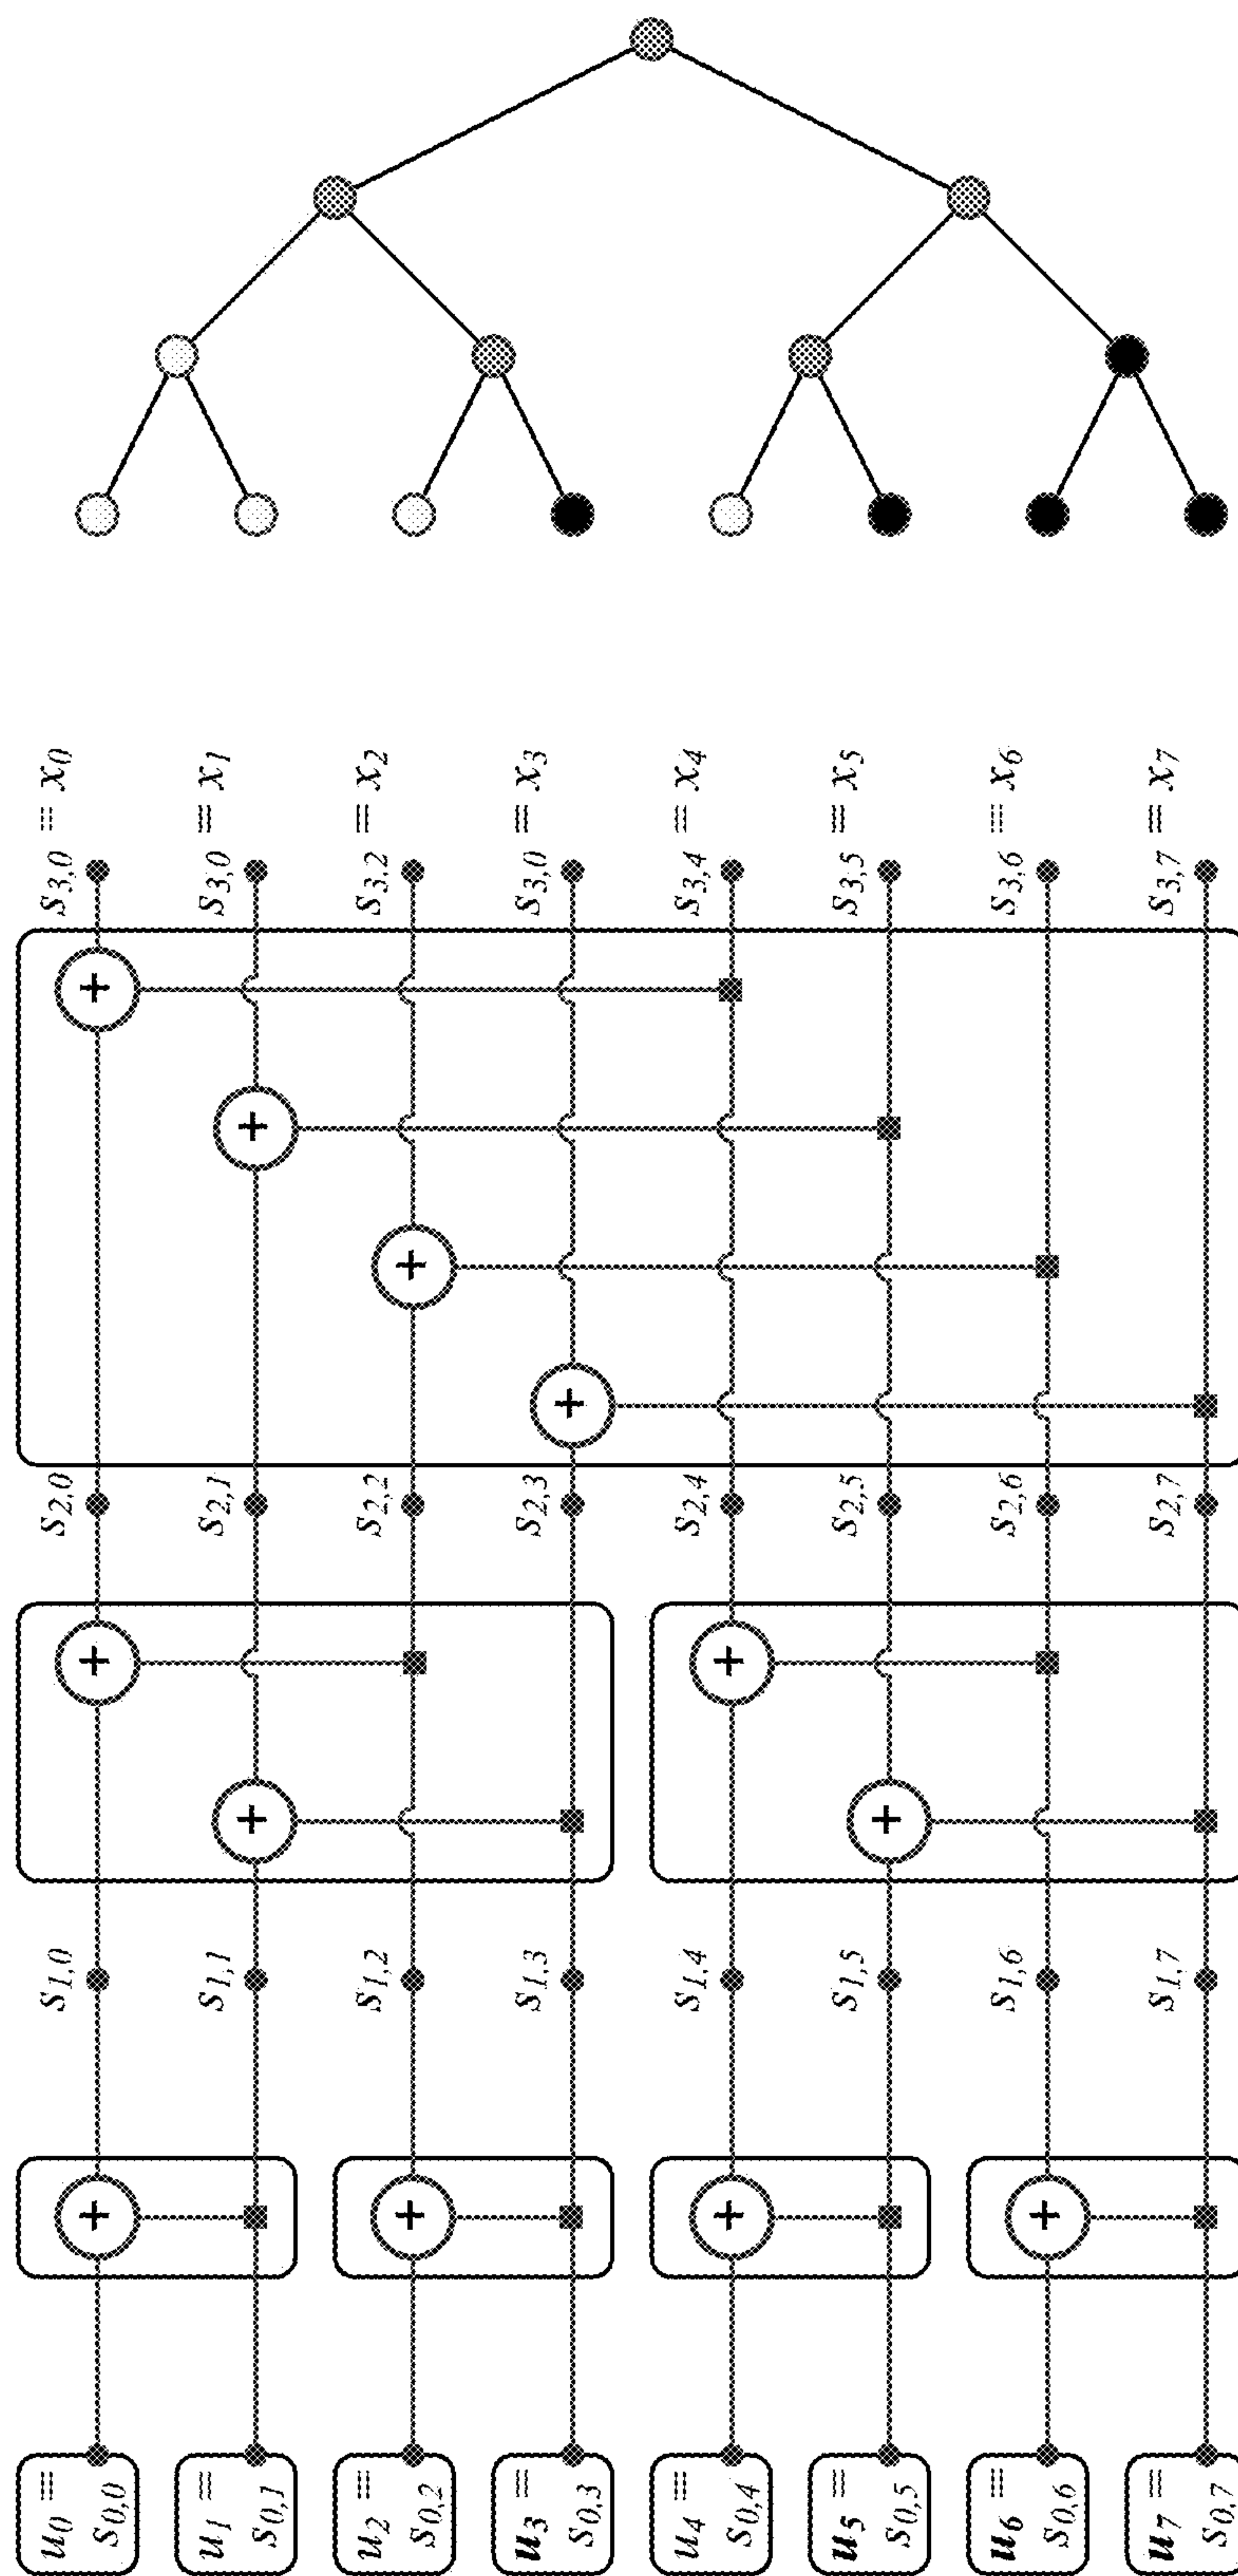 u₀ =
s₀,₀
+
s₁,₀
+
s₂,₀
+
s₃,₀ = x₀
u₁ =
s₀,₁
s₁,₁
+
s₂,₁
+
s₃,₀ = x₁
u₂ =
s₀,₂
+
s₁,₂
s₂,₂
+
s₃,₂ = x₂
u₃ =
s₀,₃
s₁,₃
s₂,₃
+
s₃,₀ = x₃
u₄ =
s₀,₄
+
s₁,₄
+
s₂,₄
s₃,₄ = x₄
u₅ =
s₀,₅
s₁,₅
+
s₂,₅
s₃,₅ = x₅
u₆ =
s₀,₆
+
s₁,₆
s₂,₆
s₃,₆ = x₆
u₇ =
s₀,₇
s₁,₇
s₂,₇
s₃,₇ = x₇